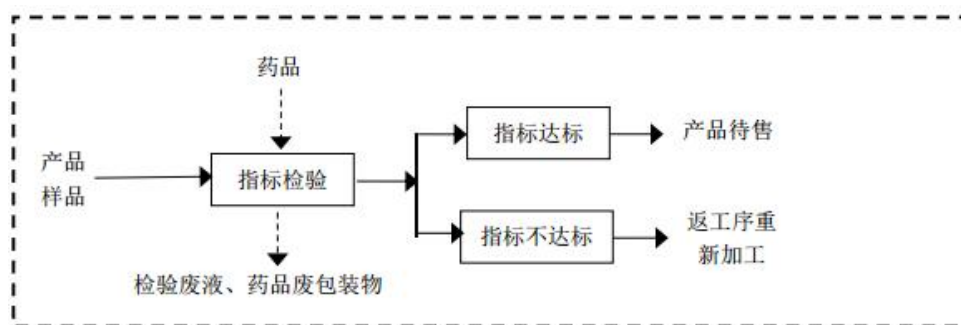 药品
产品
样品
指标检验
检验废液、药品废包装物
指标达标
产品待售
指标不达标
返工序重
新加工